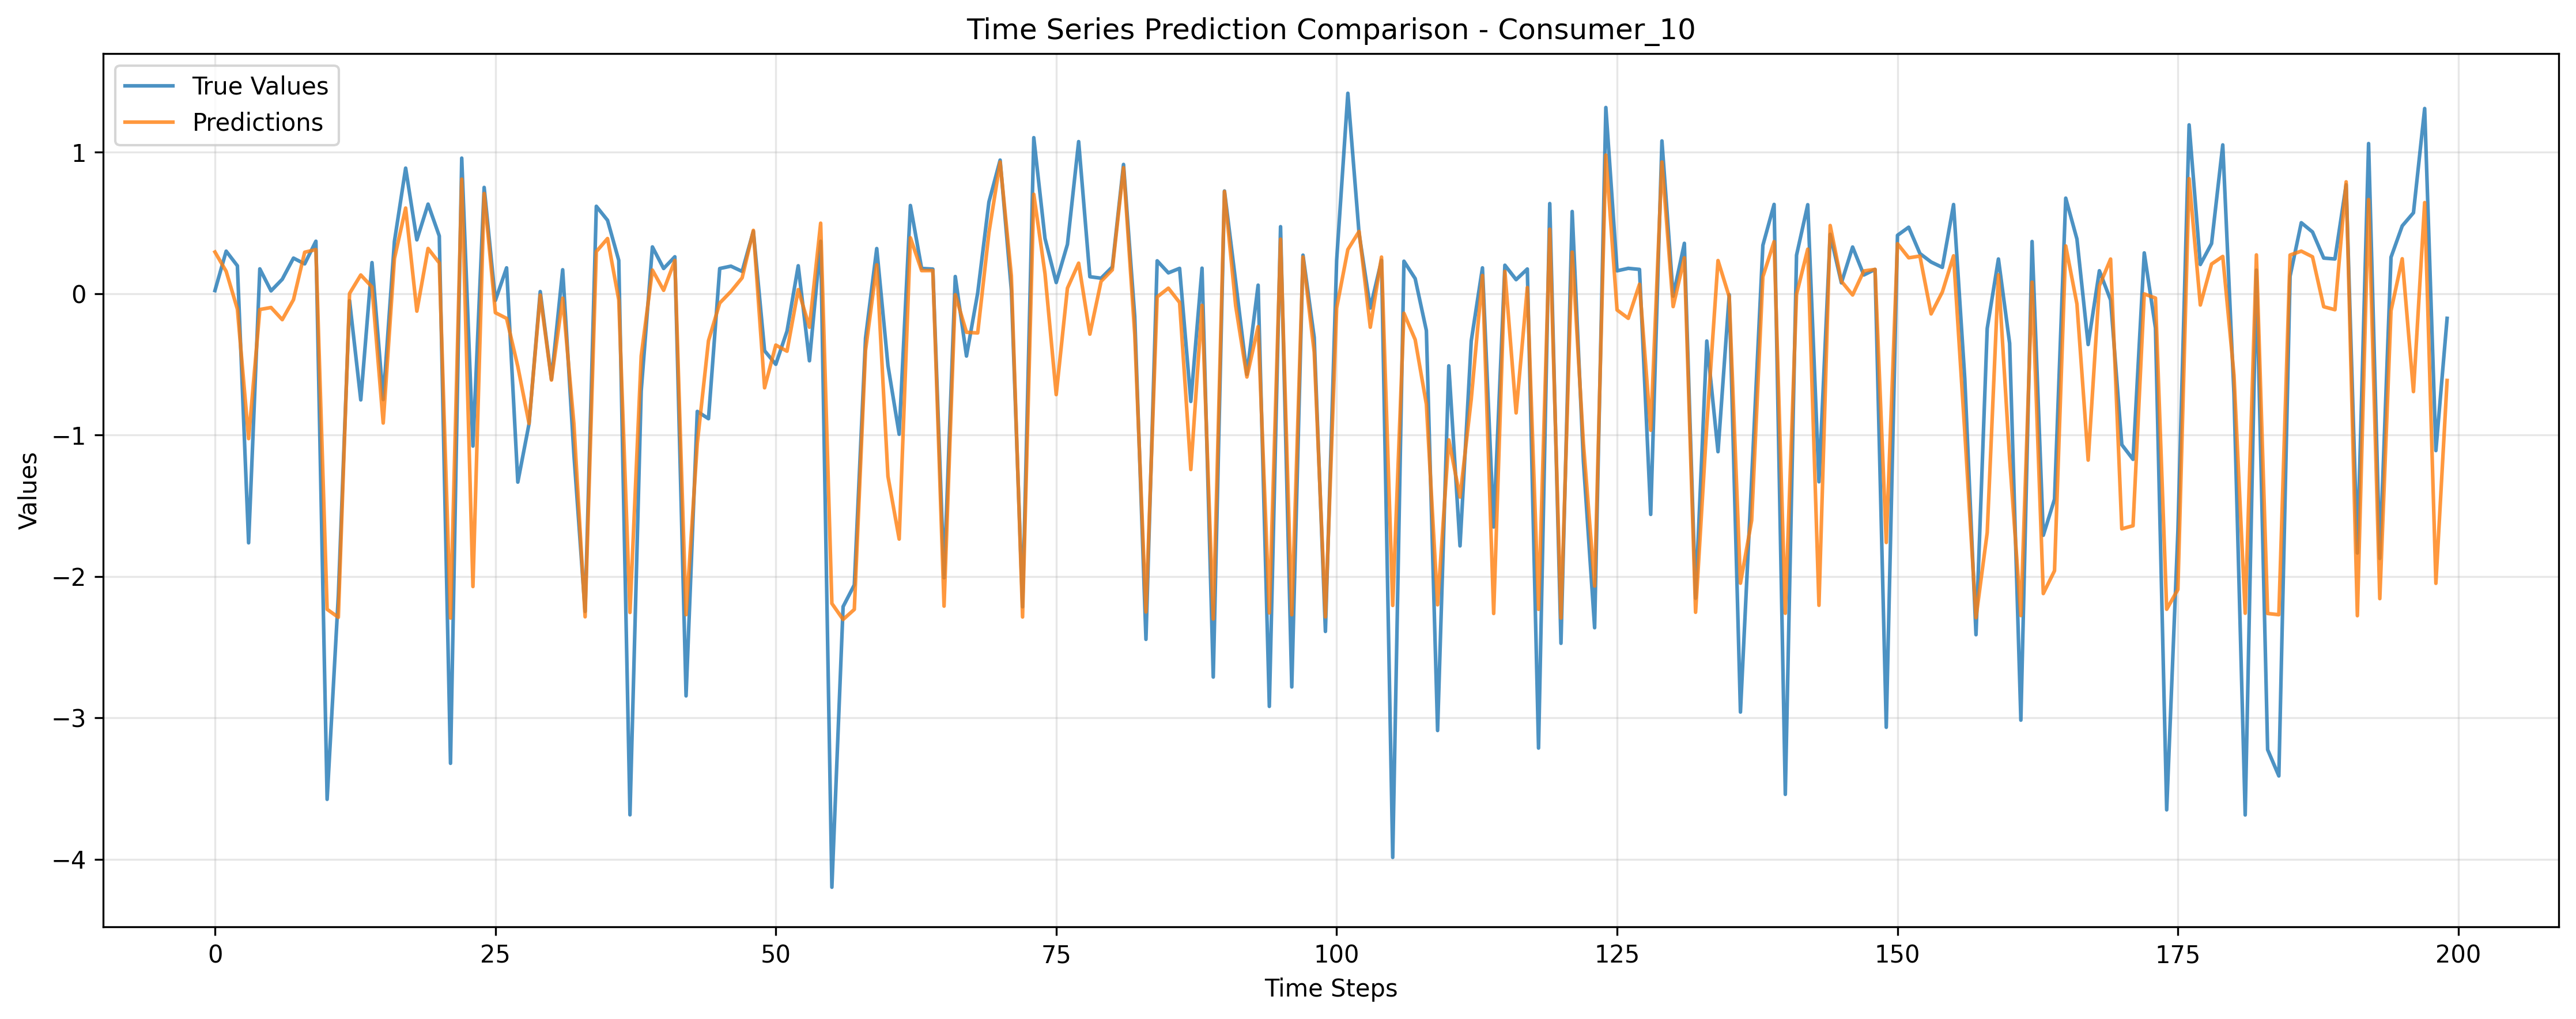 Time Series Prediction Comparison - Consumer_10
True Values
Predictions
1
0
−1
−2
−3
−4
Values
0 25 50 75 100 125 150 175 200
Time Steps